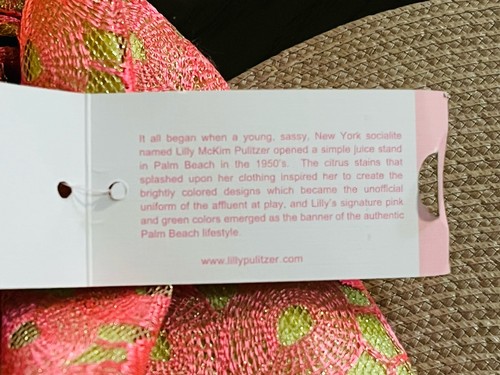 It all began when a young, sassy, New York socialite
named Lilly McKim Pulitzer opened a simple juice stand
in Palm Beach in the 1950's. The citrus stains that
splashed upon her clothing inspired her to create the
brightly colored designs which became the unofficial
uniform of the affluent at play, and Lilly's signature pink
and green colors emerged as the banner of the authentic
Palm Beach lifestyle.
www.lillypulitzer.com